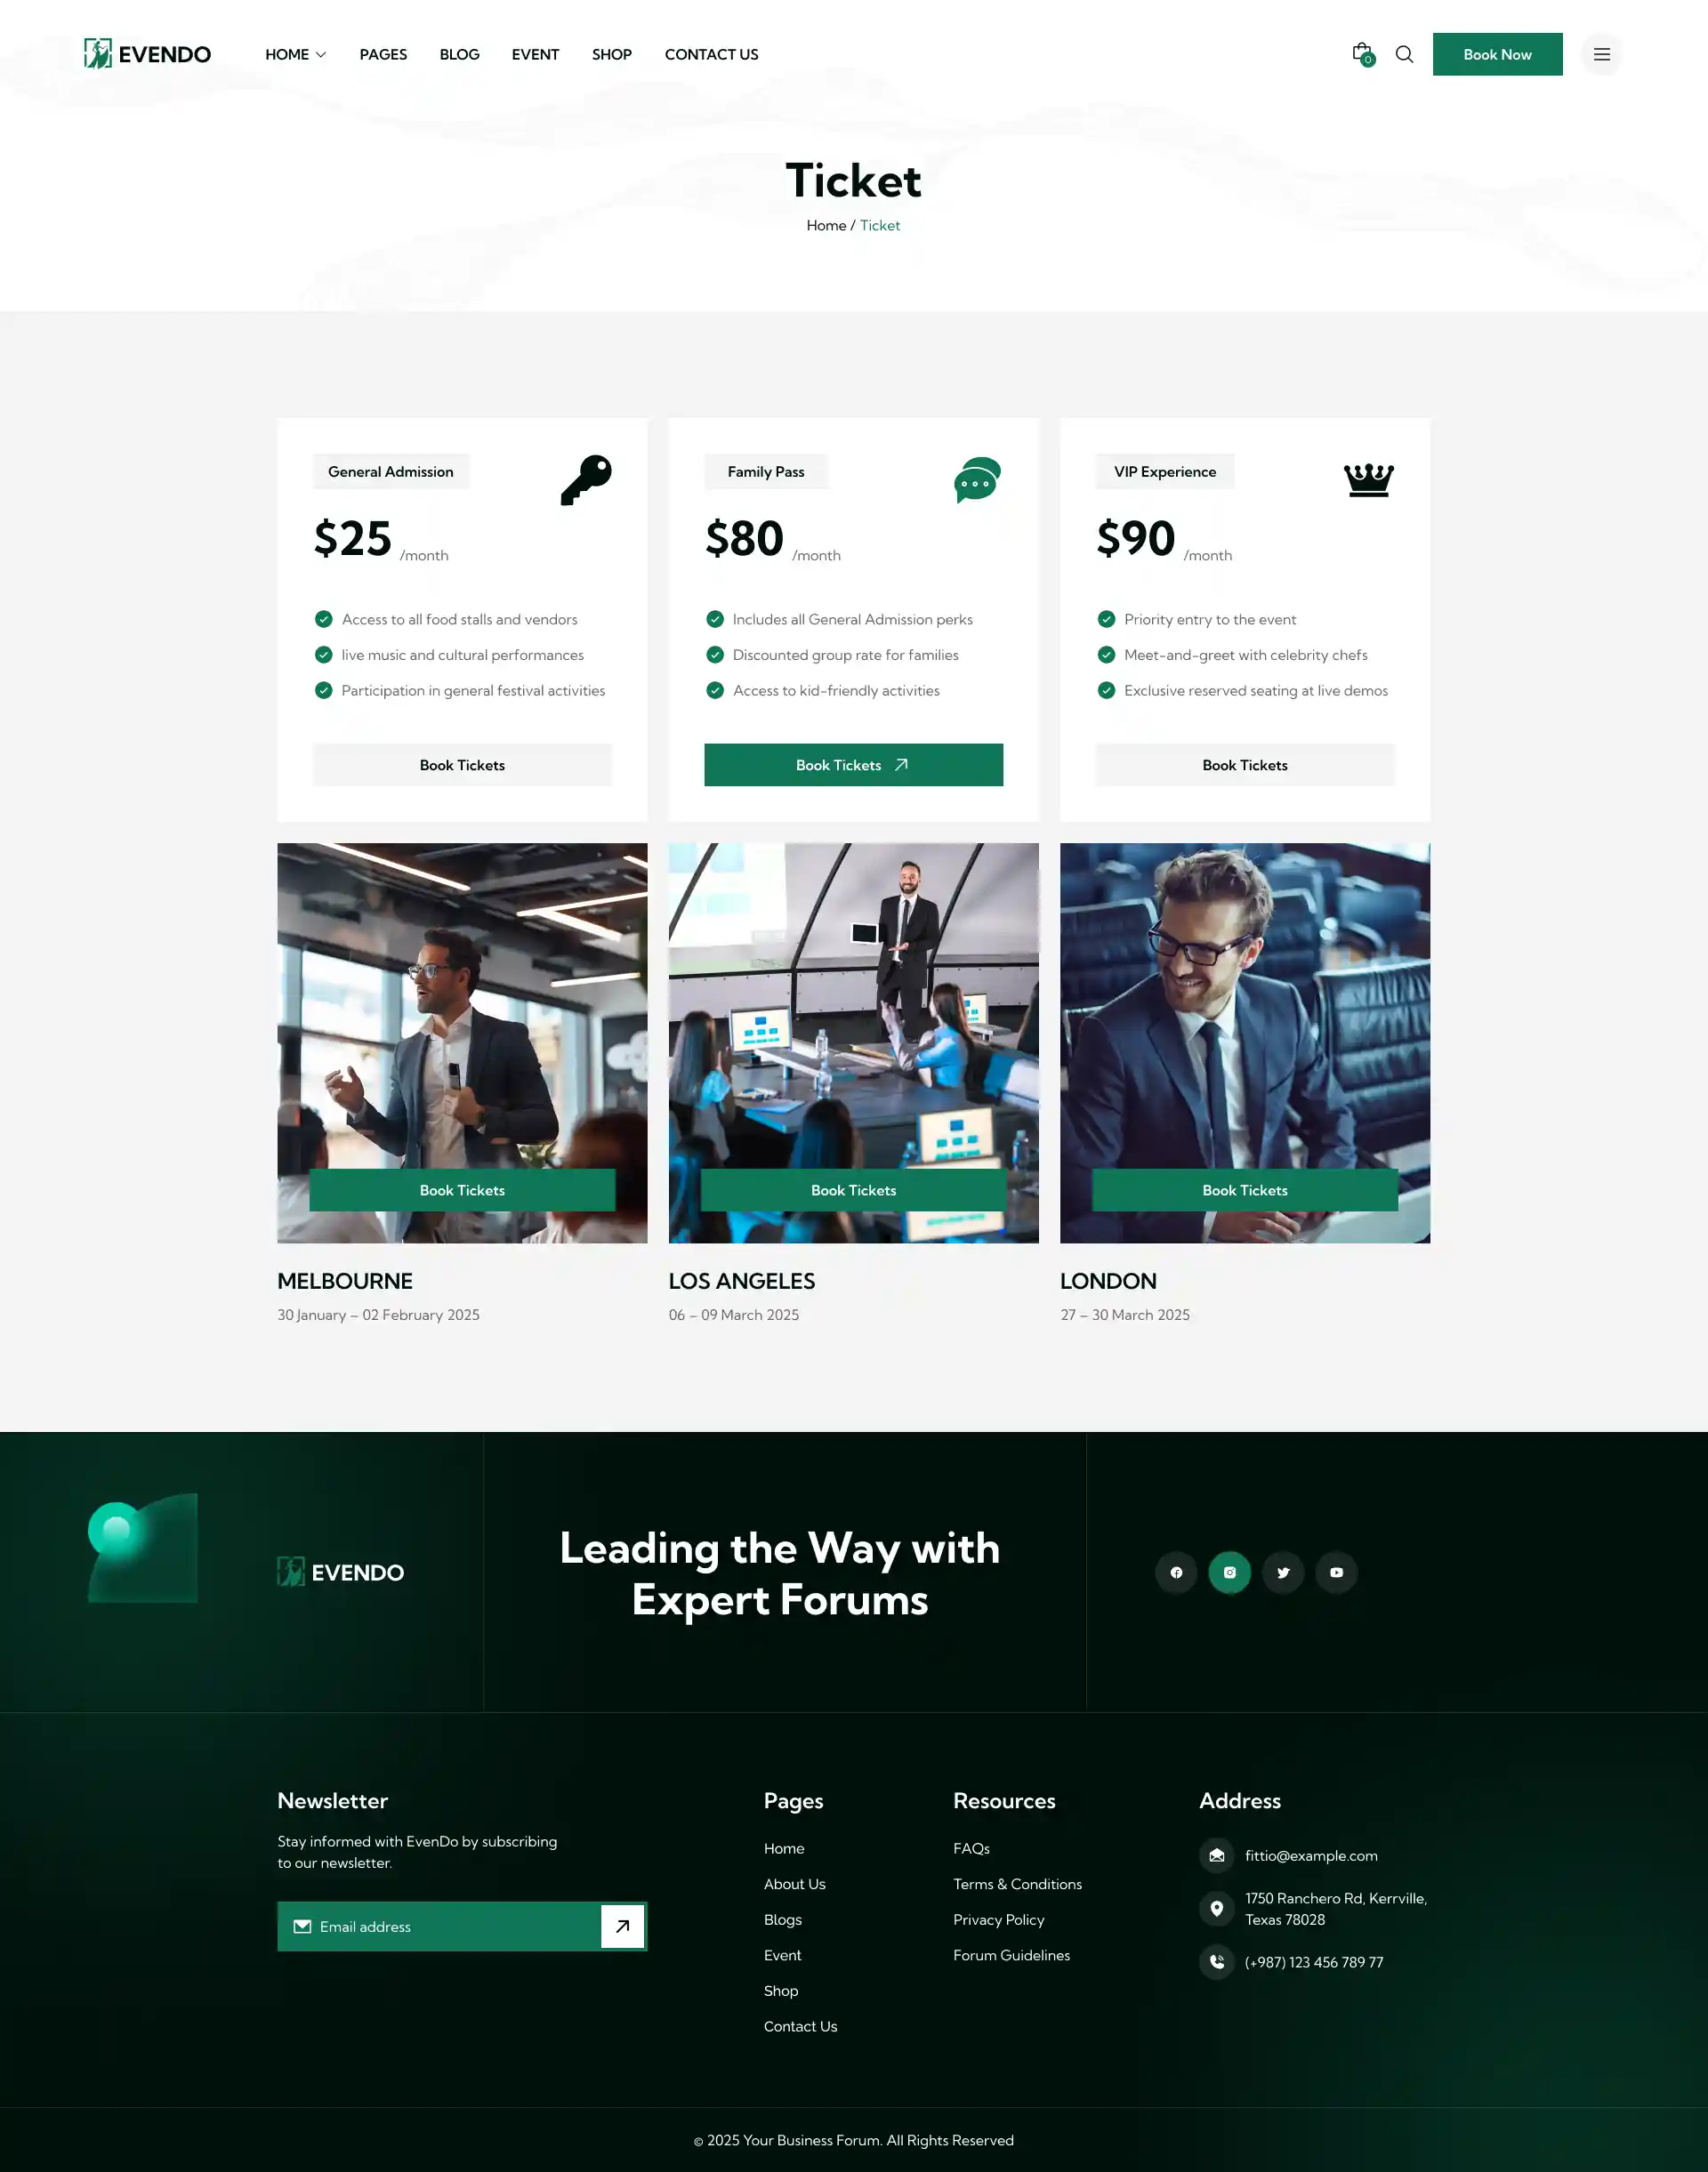 EVENDO
HOME PAGES BLOG EVENT SHOP CONTACT US
0
Book Now
Ticket
Home / Ticket
General Admission
$25 /month
Access to all food stalls and vendors
live music and cultural performances
Participation in general festival activities
Book Tickets
Family Pass
$80 /month
Includes all General Admission perks
Discounted group rate for families
Access to kid-friendly activities
Book Tickets
VIP Experience
$90 /month
Priority entry to the event
Meet-and-greet with celebrity chefs
Exclusive reserved seating at live demos
Book Tickets
Book Tickets
MELBOURNE
30 January – 02 February 2025
Book Tickets
LOS ANGELES
06 – 09 March 2025
Book Tickets
LONDON
27 – 30 March 2025
EVENDO
Leading the Way with
Expert Forums
Newsletter
Stay informed with EvenDo by subscribing
to our newsletter.
Email address
Pages
Home
About Us
Blogs
Event
Shop
Contact Us
Resources
FAQs
Terms & Conditions
Privacy Policy
Forum Guidelines
Address
fittio@example.com
1750 Ranchero Rd, Kerrville,
Texas 78028
(+987) 123 456 789 77
© 2025 Your Business Forum. All Rights Reserved